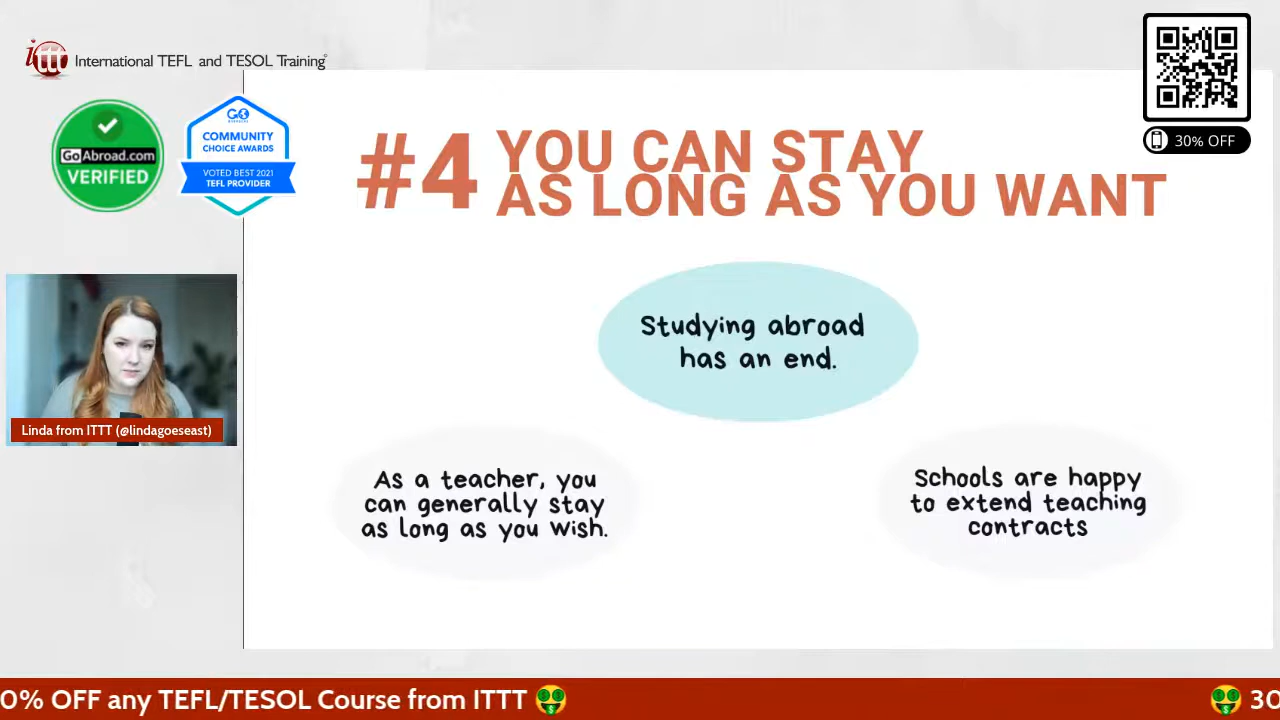 ittt International TEFL and TESOL Training
GoAbroad.com
VERIFIED
GO
COMMUNITY
CHOICE AWARDS
VOTED BEST 2021
TEFL PROVIDER
30% OFF
#4 YOU CAN STAY
AS LONG AS YOU WANT
Studying abroad
has an end.
As a teacher, you
can generally stay
as long as you wish.
Schools are happy
to extend teaching
contracts
Linda from ITTT (@lindagoeseast)
0% OFF any TEFL/TESOL Course from ITTT
30